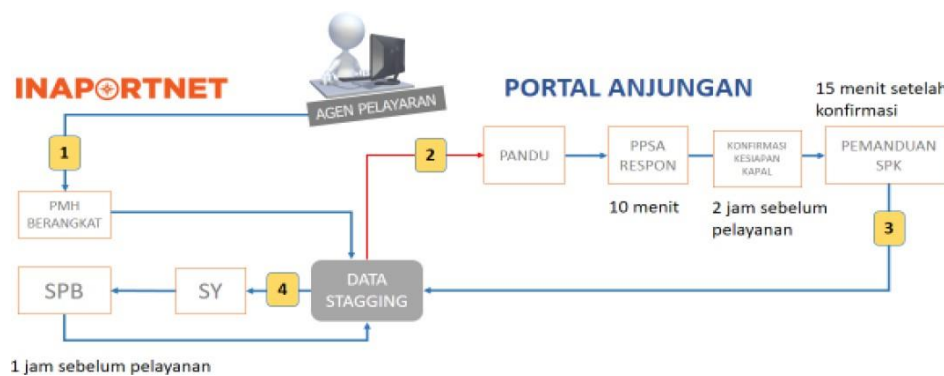 INAPORTNET
AGEN PELAYARAN
PORTAL ANJUNGAN
15 menit setelah
konfirmasi
1
PMH
BERANGKAT
2
PANDU
PPSA
RESPON
10 menit
KONFIRMASI
KESIAPAN
KAPAL
2 jam sebelum
pelayanan
PEMANDUAN
SPK
3
DATA
STAGGING
4
SY
SPB
1 jam sebelum pelayanan